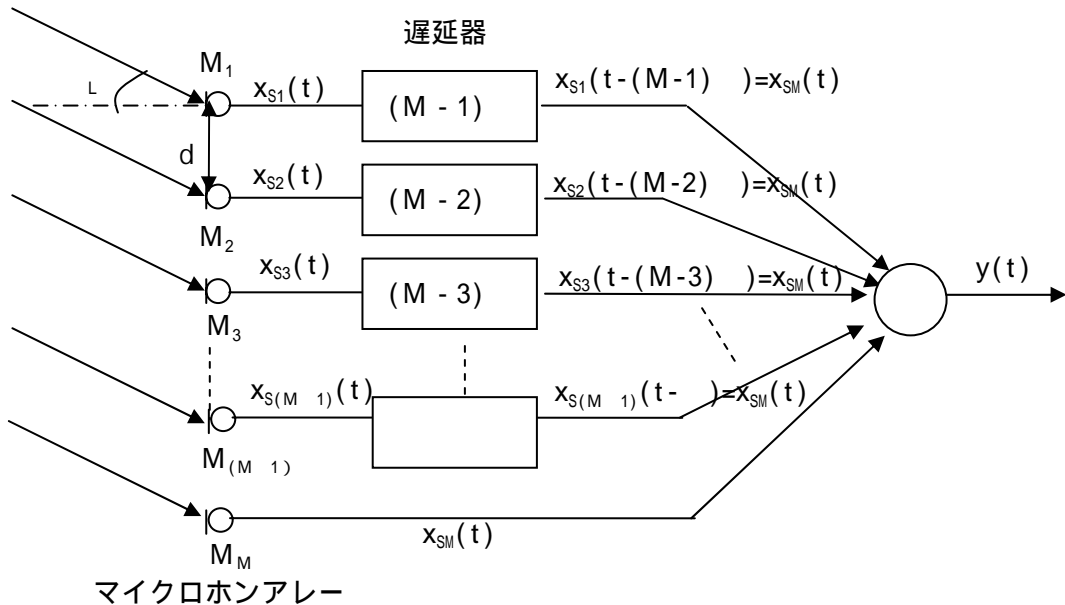 遅延器
M1
L
xS1(t)
(M - 1)
xS1(t-(M-1) )=xSM(t)
d
xS2(t)
(M - 2)
xS2(t-(M-2) )=xSM(t)
M2
xS3(t)
(M - 3)
xS3(t-(M-3) )=xSM(t)
y(t)
M3
xS(M 1)(t)
xS(M 1)(t- )=xSM(t)
M(M 1)
xSM(t)
MM
マイクロホンアレー